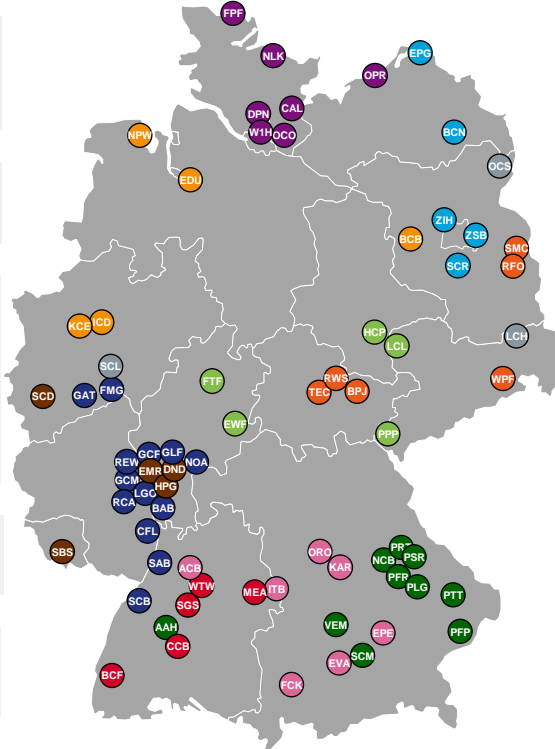 FPF
EPG
NLK
OPR
CAL
DPN
W1H
OCO
BCN
NPW
OCS
EDU
ZIH
ZSB
BCB
SMC
SCR
RFO
ICD
KCE
HCP
LCH
LCL
SCL
FTF
RWS
WPF
FMG
TEC
BPJ
GAT
SCD
EWF
PPP
GLF
GCF
REW
NOA
DND
EMR
GCM
HPG
LGC
RCA
BAB
CFL
PRT
SBS
ORO
PSR
NCB
SAB
ACB
KAR
PFR
WTW
PLG
ITB
MEA
PTT
SCB
SGS
VEM
AAH
EPE
PFP
CCB
SCM
EVA
BCF
FCK